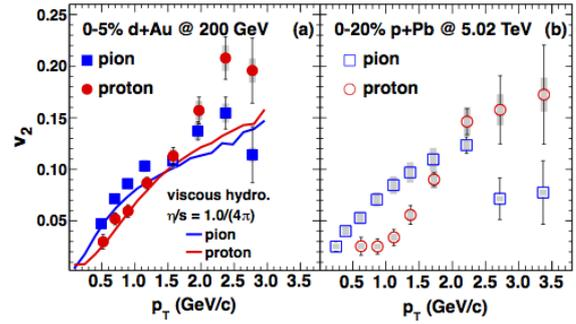 0-5% d+Au @ 200 GeV (a)
pion
proton
viscous hydro.
η/s = 1.0/(4π)
pion
proton
v2
0.25
0.20
0.15
0.10
0.05
0.5 1.0 1.5 2.0 2.5 3.0 3.5
pT (GeV/c)
0-20% p+Pb @ 5.02 TeV (b)
pion
proton
0.5 1.0 1.5 2.0 2.5 3.0 3.5
pT (GeV/c)